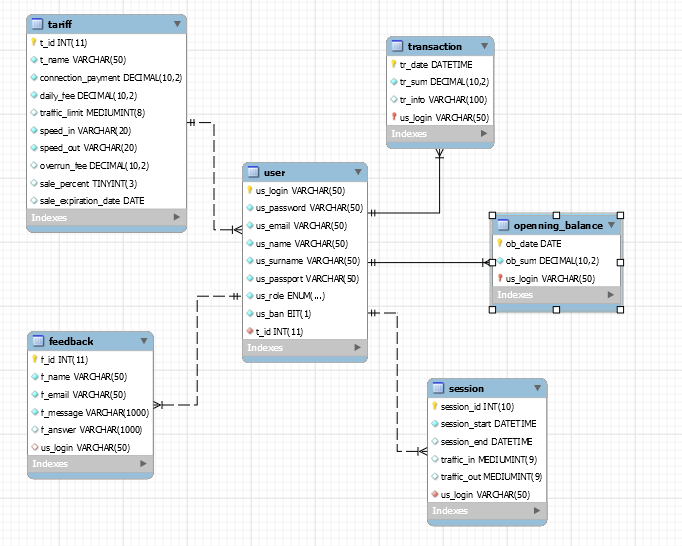 tariff
t_id INT(11)
t_name VARCHAR(50)
connection_payment DECIMAL(10,2)
daily_fee DECIMAL(10,2)
traffic_limit MEDIUMINT(8)
speed_in VARCHAR(20)
speed_out VARCHAR(20)
overrun_fee DECIMAL(10,2)
sale_percent TINYINT(3)
sale_expiration_date DATE
Indexes
transaction
tr_date DATETIME
tr_sum DECIMAL(10,2)
tr_info VARCHAR(100)
us_login VARCHAR(50)
Indexes
user
us_login VARCHAR(50)
us_password VARCHAR(50)
us_email VARCHAR(50)
us_name VARCHAR(50)
us_surname VARCHAR(50)
us_passport VARCHAR(50)
us_role ENUM(...)
us_ban BIT(1)
t_id INT(11)
Indexes
openning_balance
ob_date DATE
ob_sum DECIMAL(10,2)
us_login VARCHAR(50)
Indexes
feedback
f_id INT(11)
f_name VARCHAR(50)
f_email VARCHAR(50)
f_message VARCHAR(1000)
f_answer VARCHAR(1000)
us_login VARCHAR(50)
Indexes
session
session_id INT(10)
session_start DATETIME
session_end DATETIME
traffic_in MEDIUMINT(9)
traffic_out MEDIUMINT(9)
us_login VARCHAR(50)
Indexes